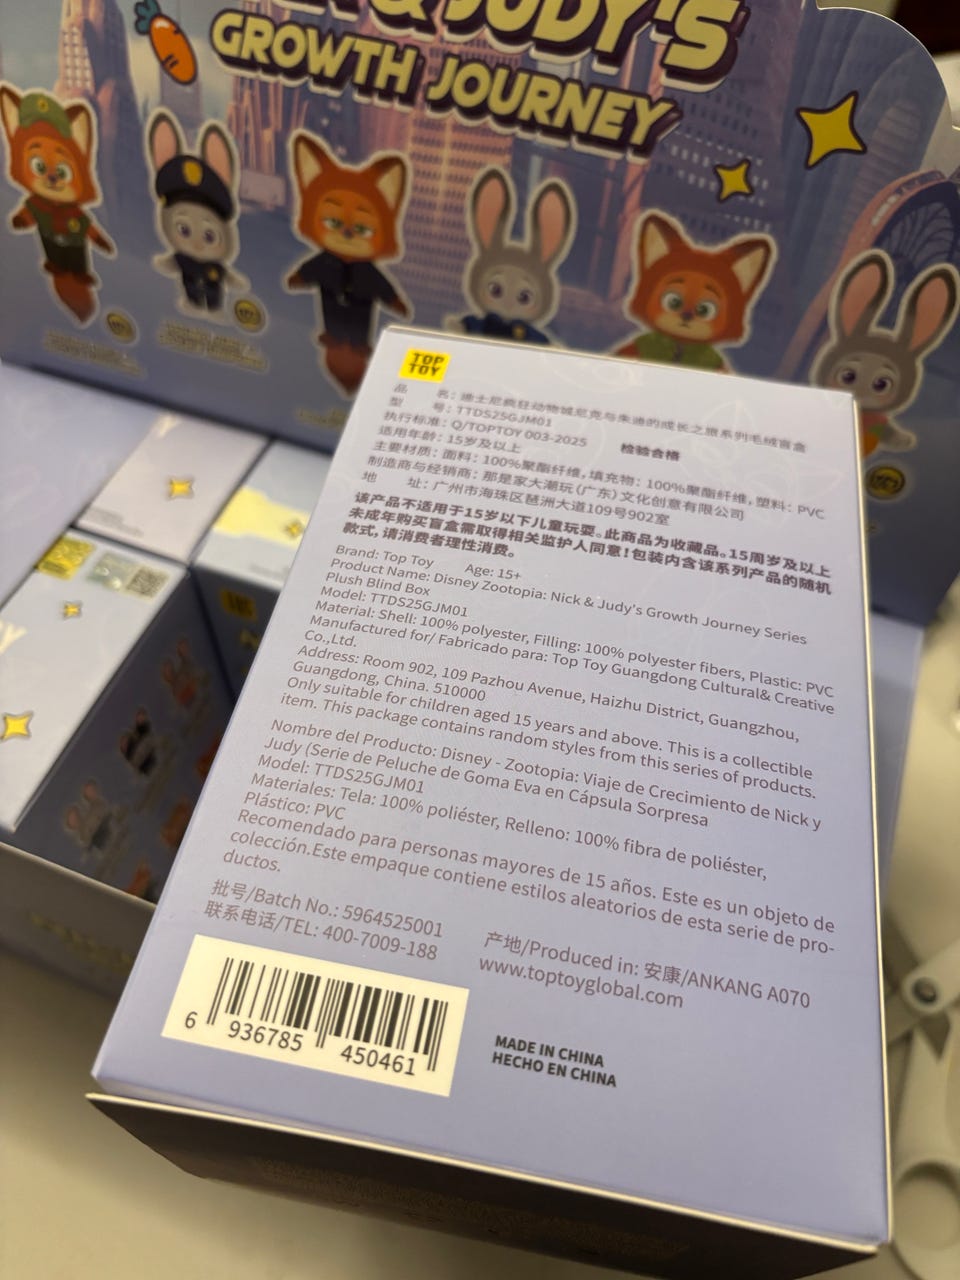 & JUDY'S
GROWTH JOURNEY
TOP
TOY
品 名: 迪士尼疯狂动物城尼克与朱迪的成长之旅系列毛绒盲盒
型 号: TTDS25GJM01
执行标准: Q/TOPTOY 003-2025 检验合格
适用年龄: 15岁及以上
主要材质: 面料: 100%聚酯纤维, 填充物: 100%聚酯纤维, 塑料: PVC
制造商与经销商: 那是家大潮玩(广东)文化创意有限公司
地 址: 广州市海珠区琶洲大道109号902室
该产品不适用于15岁以下儿童玩耍。此商品为收藏品。15周岁及以上
未成年购买盲盒需取得相关监护人同意!包装内含该系列产品的随机
款式, 请消费者理性消费。
Brand: Top Toy Age: 15+
Product Name: Disney Zootopia: Nick & Judy's Growth Journey Series
Plush Blind Box
Model: TTDS25GJM01
Material: Shell: 100% polyester, Filling: 100% polyester fibers, Plastic: PVC
Manufactured for/ Fabricado para: Top Toy Guangdong Cultural& Creative
Co.,Ltd.
Address: Room 902, 109 Pazhou Avenue, Haizhu District, Guangzhou,
Guangdong, China. 510000
Only suitable for children aged 15 years and above. This is a collectible
item. This package contains random styles from this series of products.
Nombre del Producto: Disney - Zootopia: Viaje de Crecimiento de Nick y
Judy (Serie de Peluche de Goma Eva en Cápsula Sorpresa
Model: TTDS25GJM01
Materiales: Tela: 100% poliéster, Relleno: 100% fibra de poliéster,
Plástico: PVC
Recomendado para personas mayores de 15 años. Este es un objeto de
colección.Este empaque contiene estilos aleatorios de esta serie de pro-
ductos.
批号/Batch No.: 5964525001
联系电话/TEL: 400-7009-188
产地/Produced in: 安康/ANKANG A070
www.toptoyglobal.com
6 936785 450461
MADE IN CHINA
HECHO EN CHINA